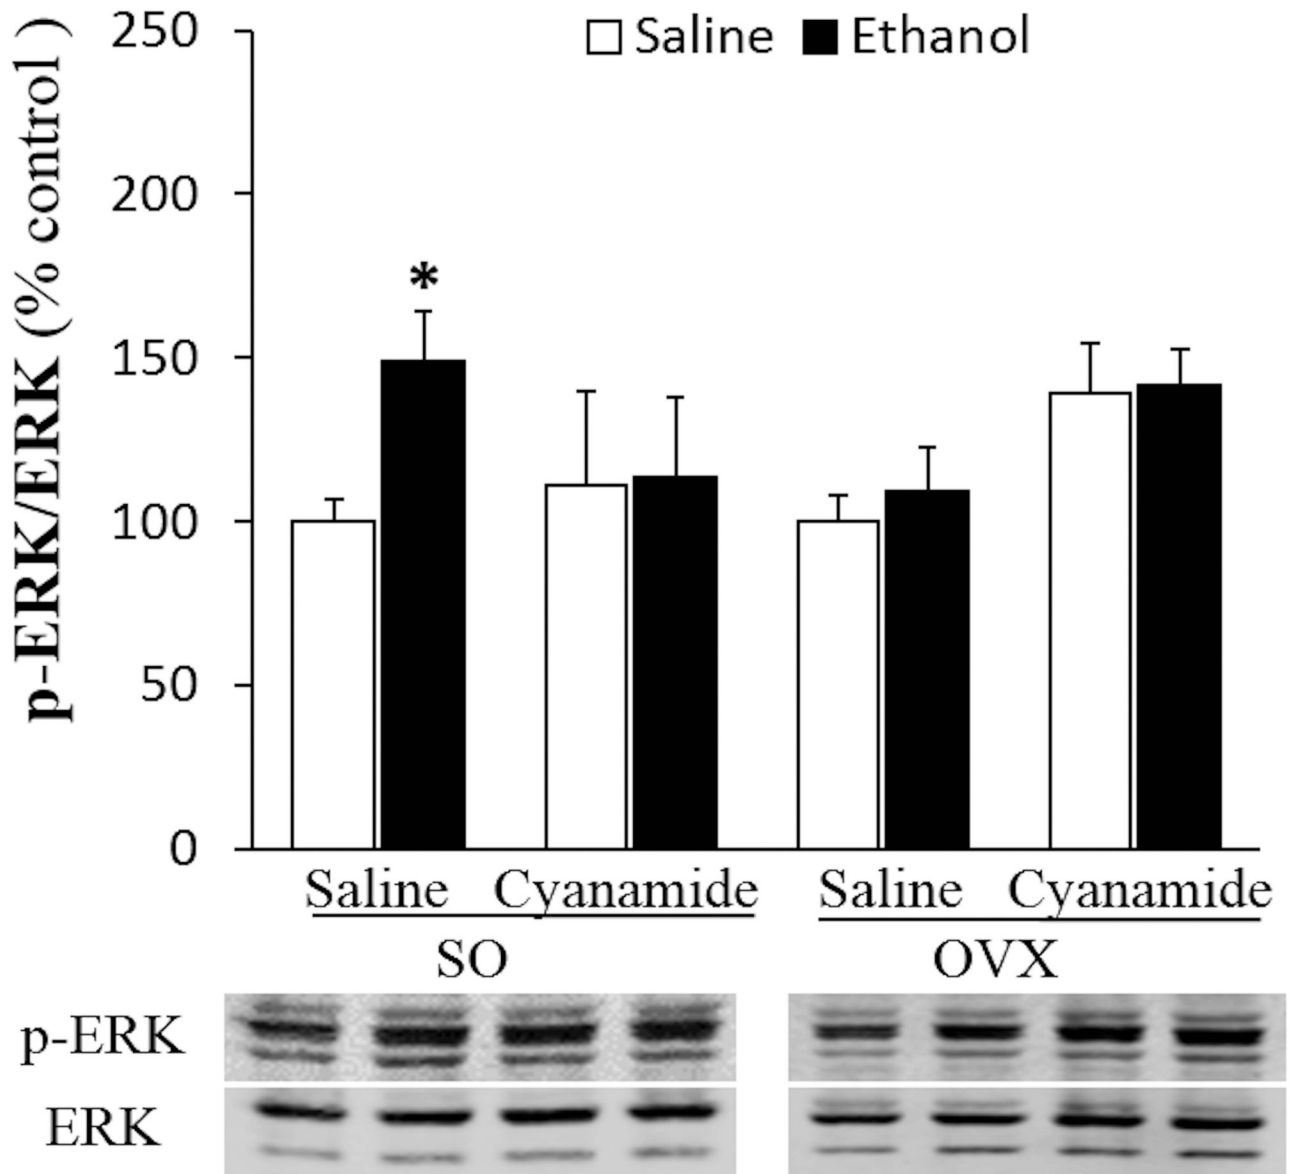 p-ERK/ERK (% control )
250
200
150
100
50
0
Saline Ethanol
*
Saline Cyanamide Saline Cyanamide
SO OVX
p-ERK
ERK